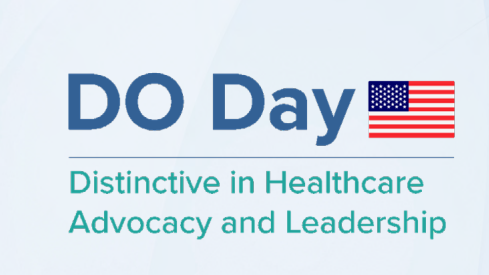 DO Day
Distinctive in Healthcare
Advocacy and Leadership